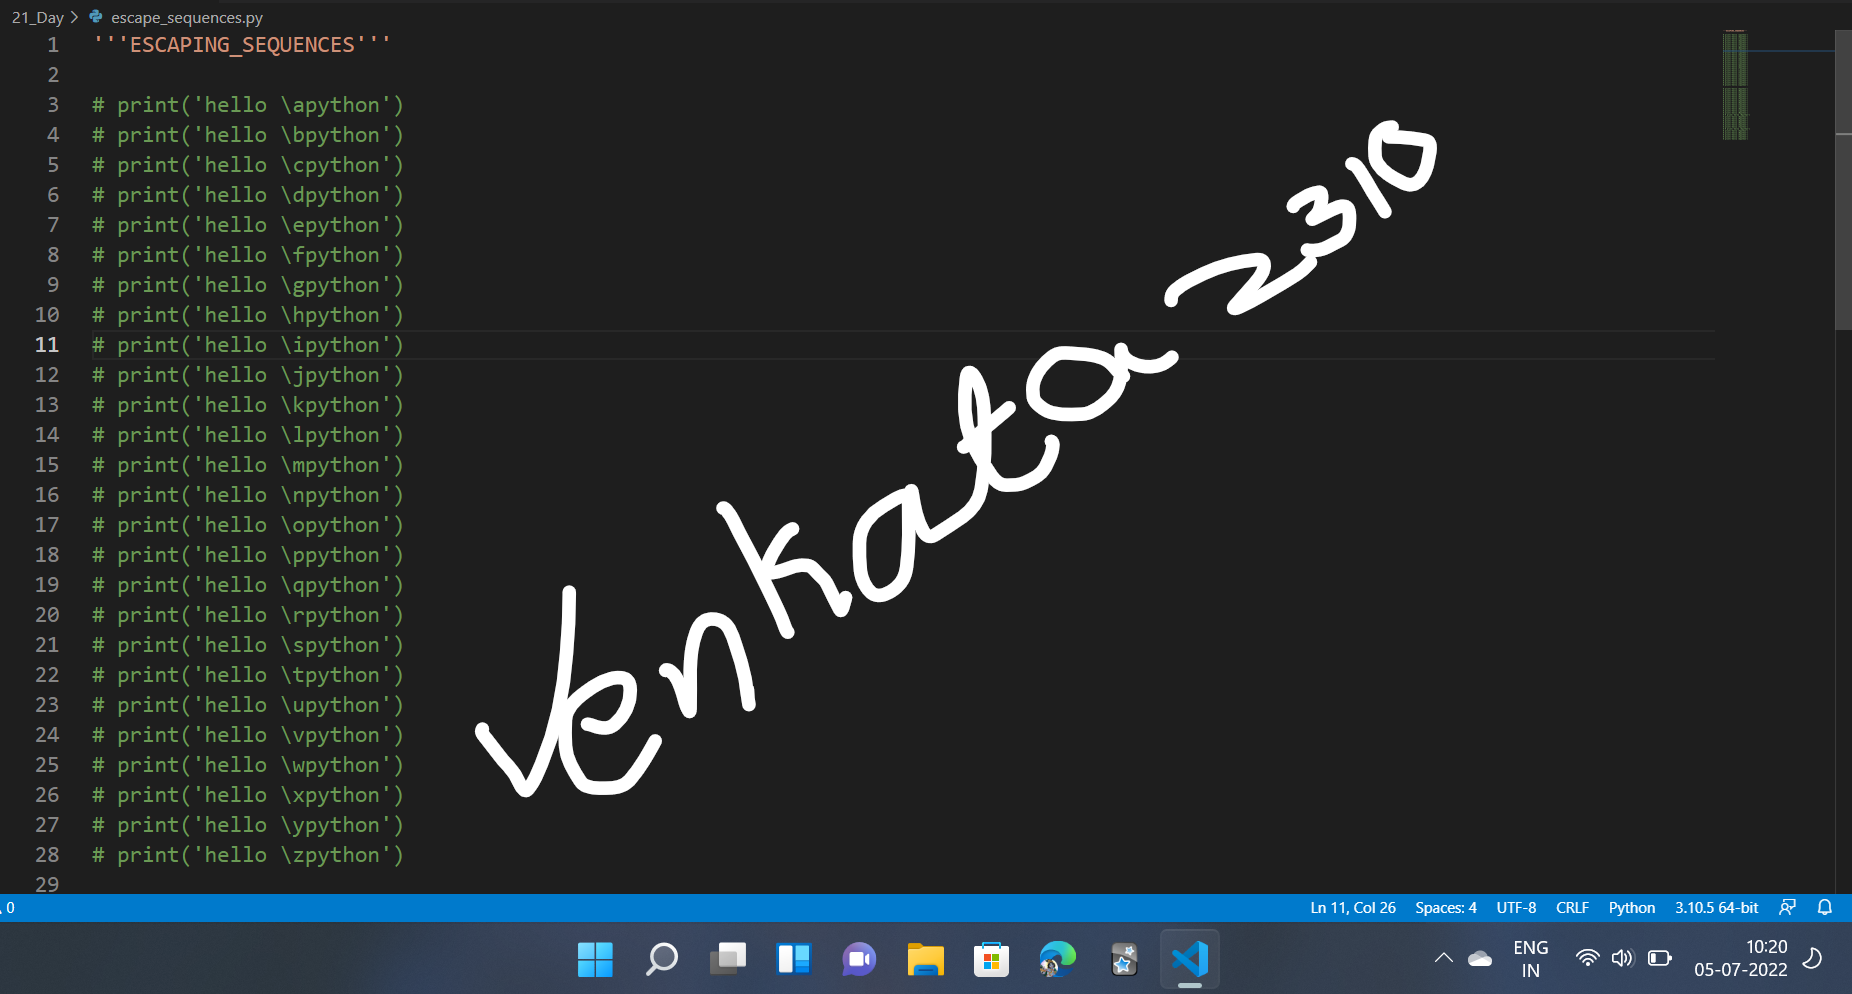 21_Day > escape_sequences.py
1 '''ESCAPING_SEQUENCES'''
2
3 # print('hello \apython')
4 # print('hello \bpython')
5 # print('hello \cpython')
6 # print('hello \dpython')
7 # print('hello \epython')
8 # print('hello \fpython')
9 # print('hello \gpython')
10 # print('hello \hpython')
11 # print('hello \ipython')
12 # print('hello \jpython')
13 # print('hello \kpython')
14 # print('hello \lpython')
15 # print('hello \mpython')
16 # print('hello \npython')
17 # print('hello \opython')
18 # print('hello \ppython')
19 # print('hello \qpython')
20 # print('hello \rpython')
21 # print('hello \spython')
22 # print('hello \tpython')
23 # print('hello \upython')
24 # print('hello \vpython')
25 # print('hello \wpython')
26 # print('hello \xpython')
27 # print('hello \ypython')
28 # print('hello \zpython')
29
Venkata2310
0 Ln 11, Col 26 Spaces: 4 UTF-8 CRLF Python 3.10.5 64-bit
ENG 10:20
IN 05-07-2022